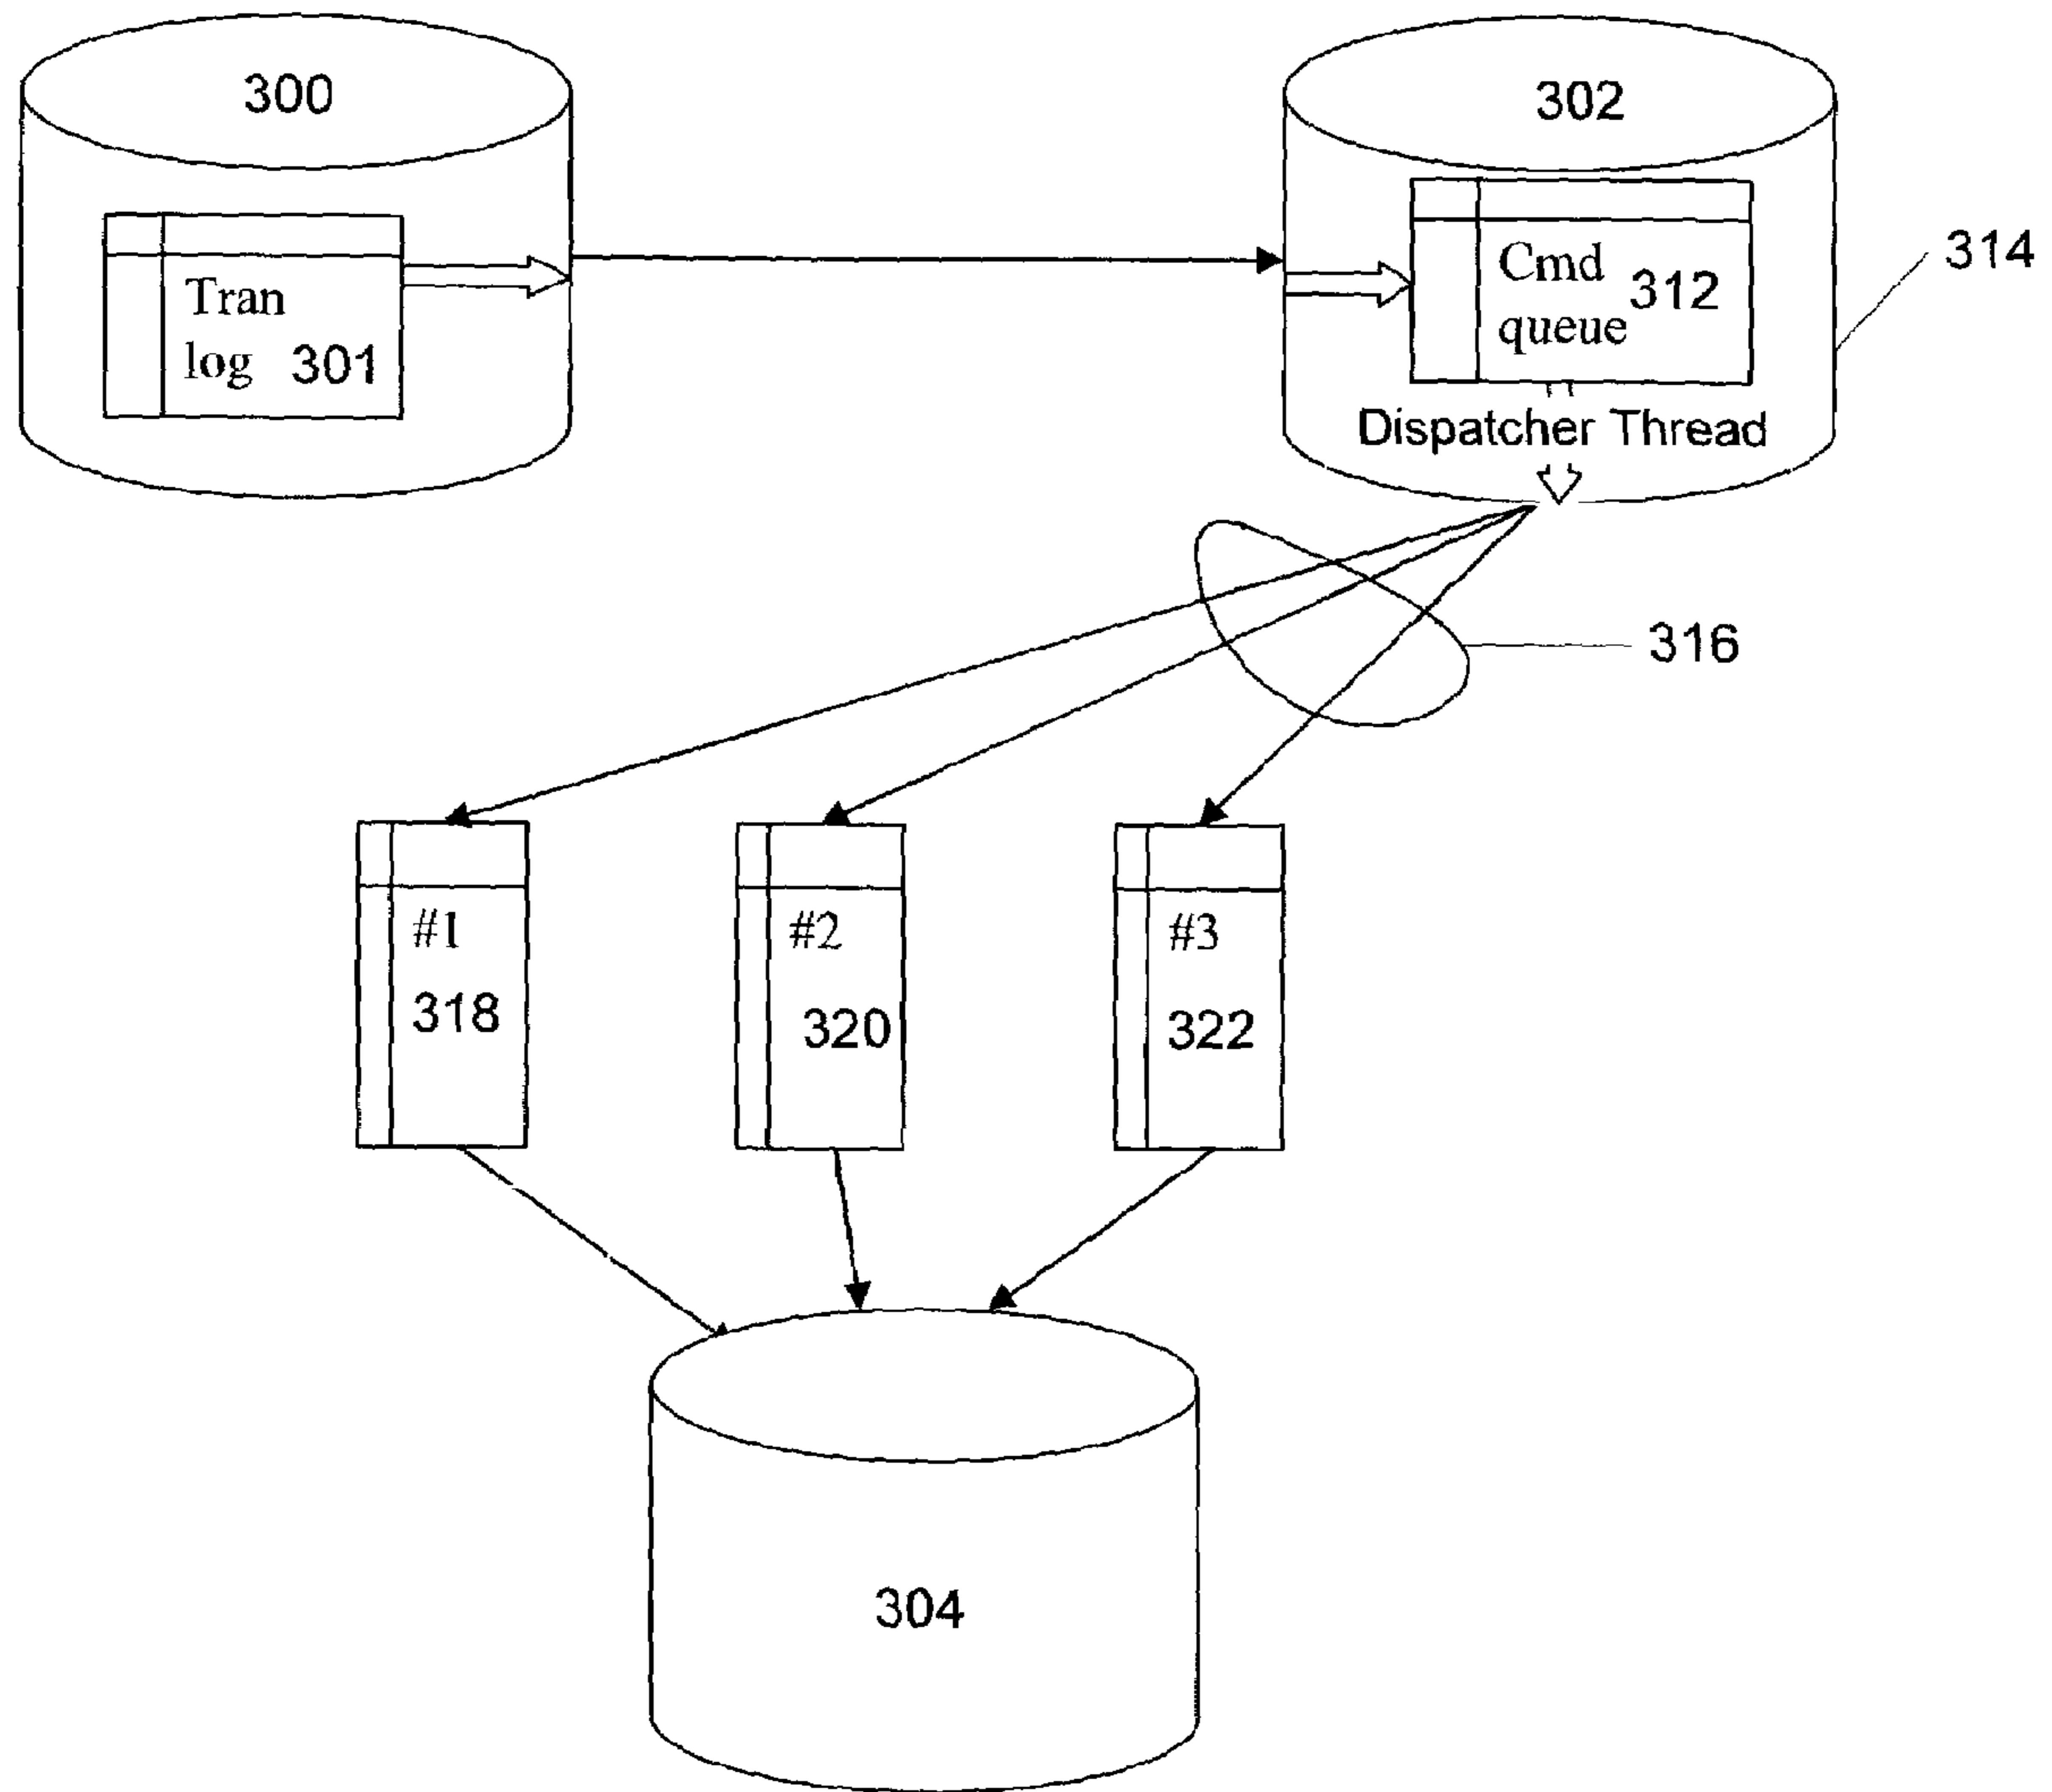 300
302
Tran
log 301
Cmd
queue 312
314
Dispatcher Thread
316
#1
318
#2
320
#3
322
304